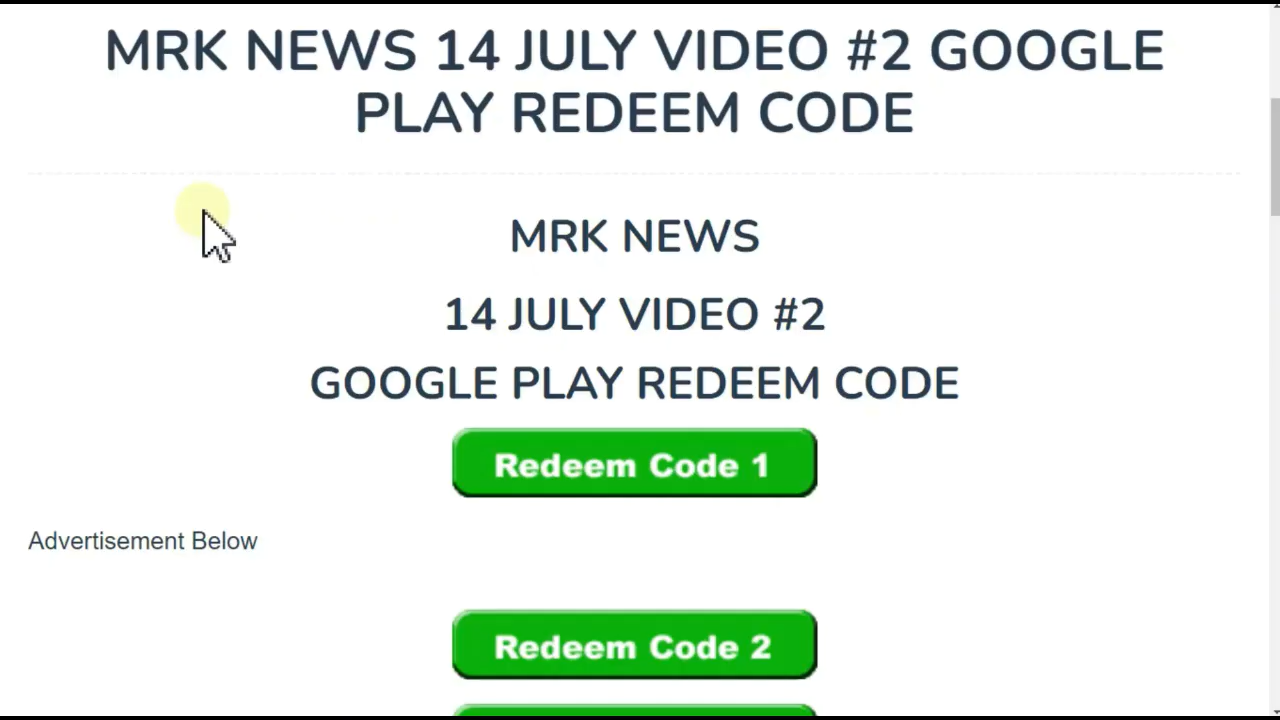 MRK NEWS 14 JULY VIDEO #2 GOOGLE
PLAY REDEEM CODE
MRK NEWS
14 JULY VIDEO #2
GOOGLE PLAY REDEEM CODE
Redeem Code 1
Advertisement Below
Redeem Code 2